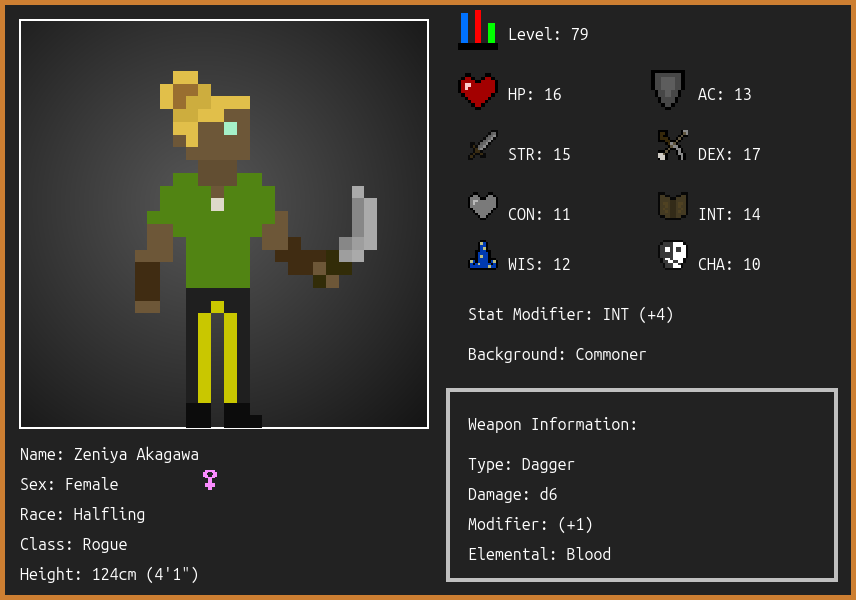 Level: 79
HP: 16
AC: 13
STR: 15
DEX: 17
CON: 11
INT: 14
WIS: 12
CHA: 10
Stat Modifier: INT (+4)
Background: Commoner
Weapon Information:
Type: Dagger
Damage: d6
Modifier: (+1)
Elemental: Blood
Name: Zeniya Akagawa
Sex: Female
Race: Halfling
Class: Rogue
Height: 124cm (4'1")